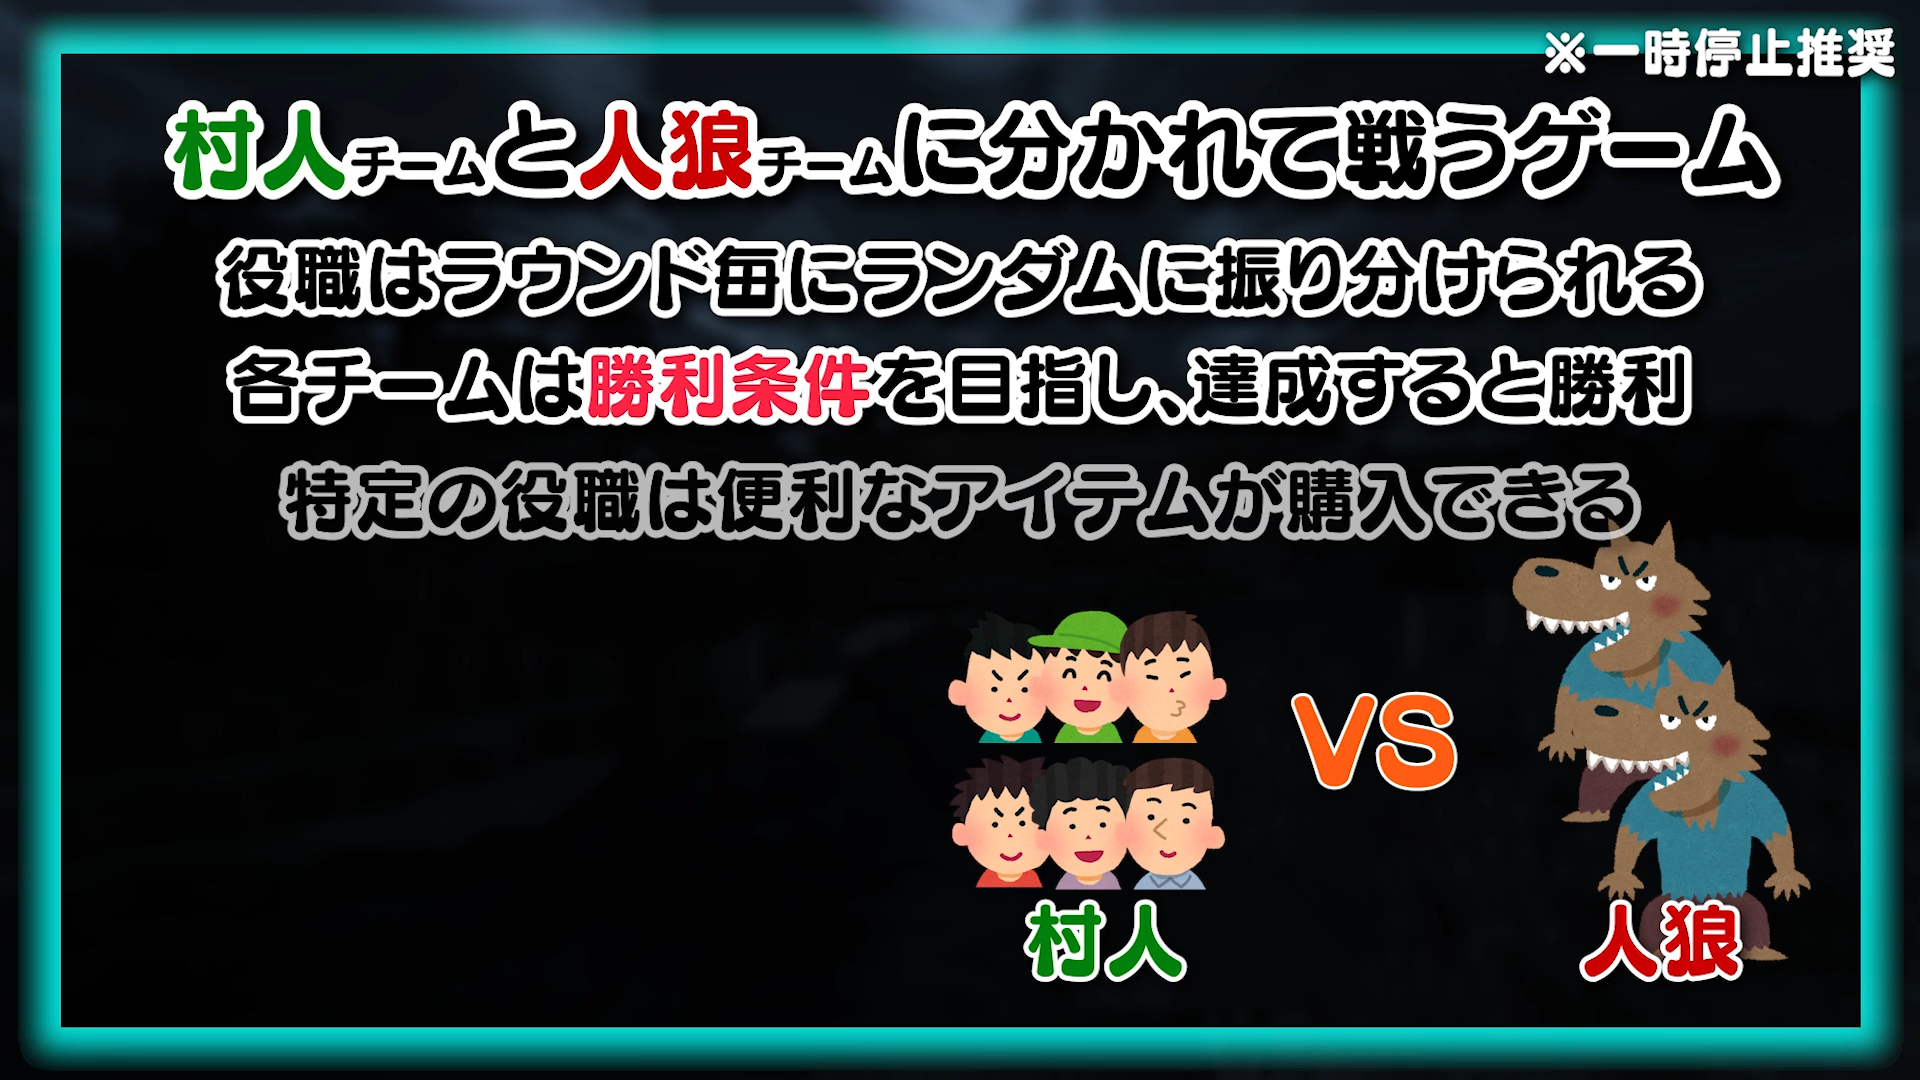 ※一時停止推奨
村人チームと人狼チームに分かれて戦うゲーム
役職はラウンド毎にランダムに振り分けられる
各チームは勝利条件を目指し、達成すると勝利
特定の役職は便利なアイテムが購入できる
VS
村人
人狼